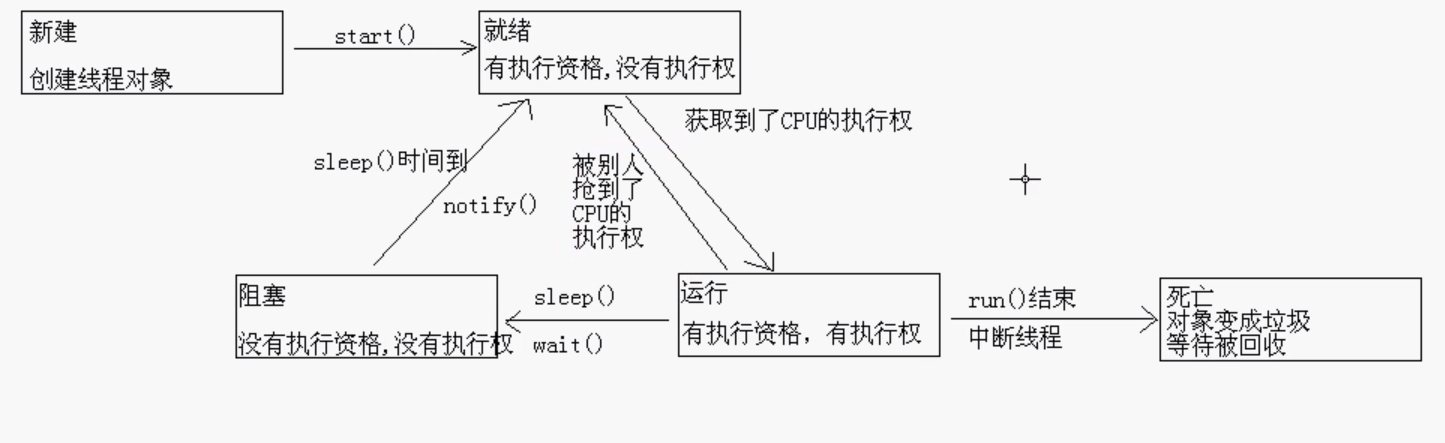 新建
创建线程对象
start()
就绪
有执行资格,没有执行权
获取到了CPU的执行权
sleep()时间到
notify()
被别人
抢到了
CPU的
执行权
阻塞
没有执行资格,没有执行权
sleep()
wait()
运行
有执行资格，有执行权
run()结束
中断线程
死亡
对象变成垃圾
等待被回收